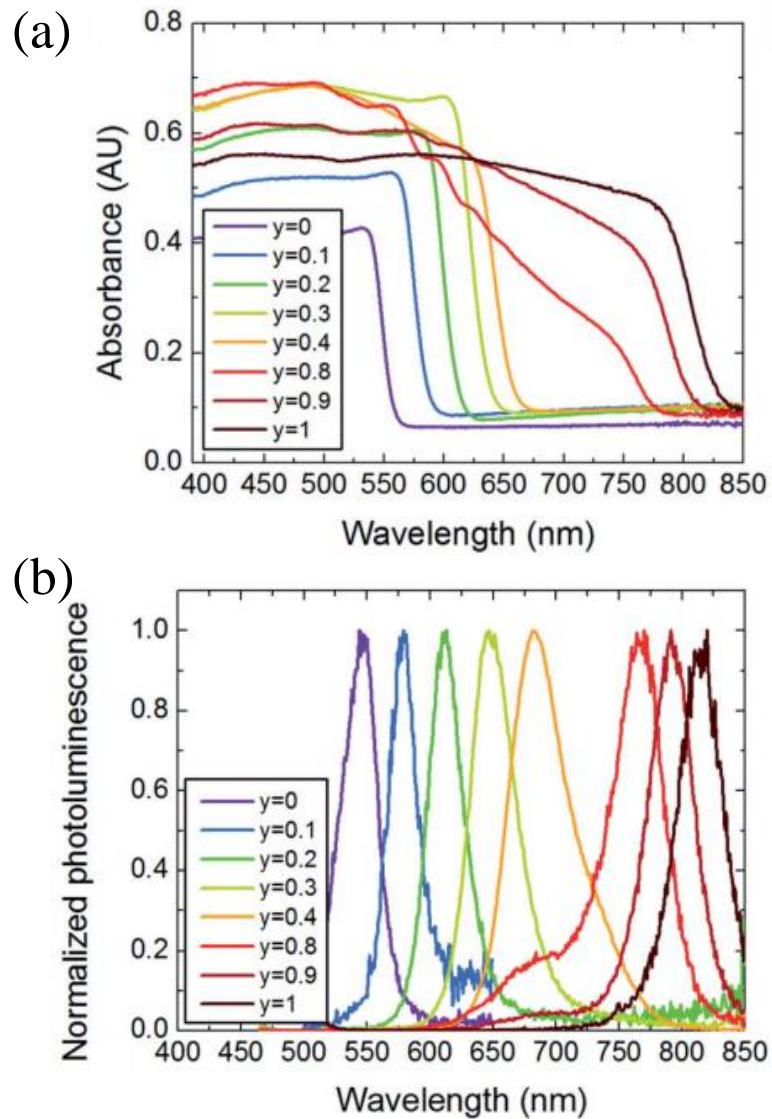 (a)
0.8
0.6
0.4
0.2
0.0
Absorbance (AU)
y=0
y=0.1
y=0.2
y=0.3
y=0.4
y=0.8
y=0.9
y=1
400 450 500 550 600 650 700 750 800 850
Wavelength (nm)
(b)
1.0
0.8
0.6
0.4
0.2
0.0
Normalized photoluminescence
y=0
y=0.1
y=0.2
y=0.3
y=0.4
y=0.8
y=0.9
y=1
400 450 500 550 600 650 700 750 800 850
Wavelength (nm)